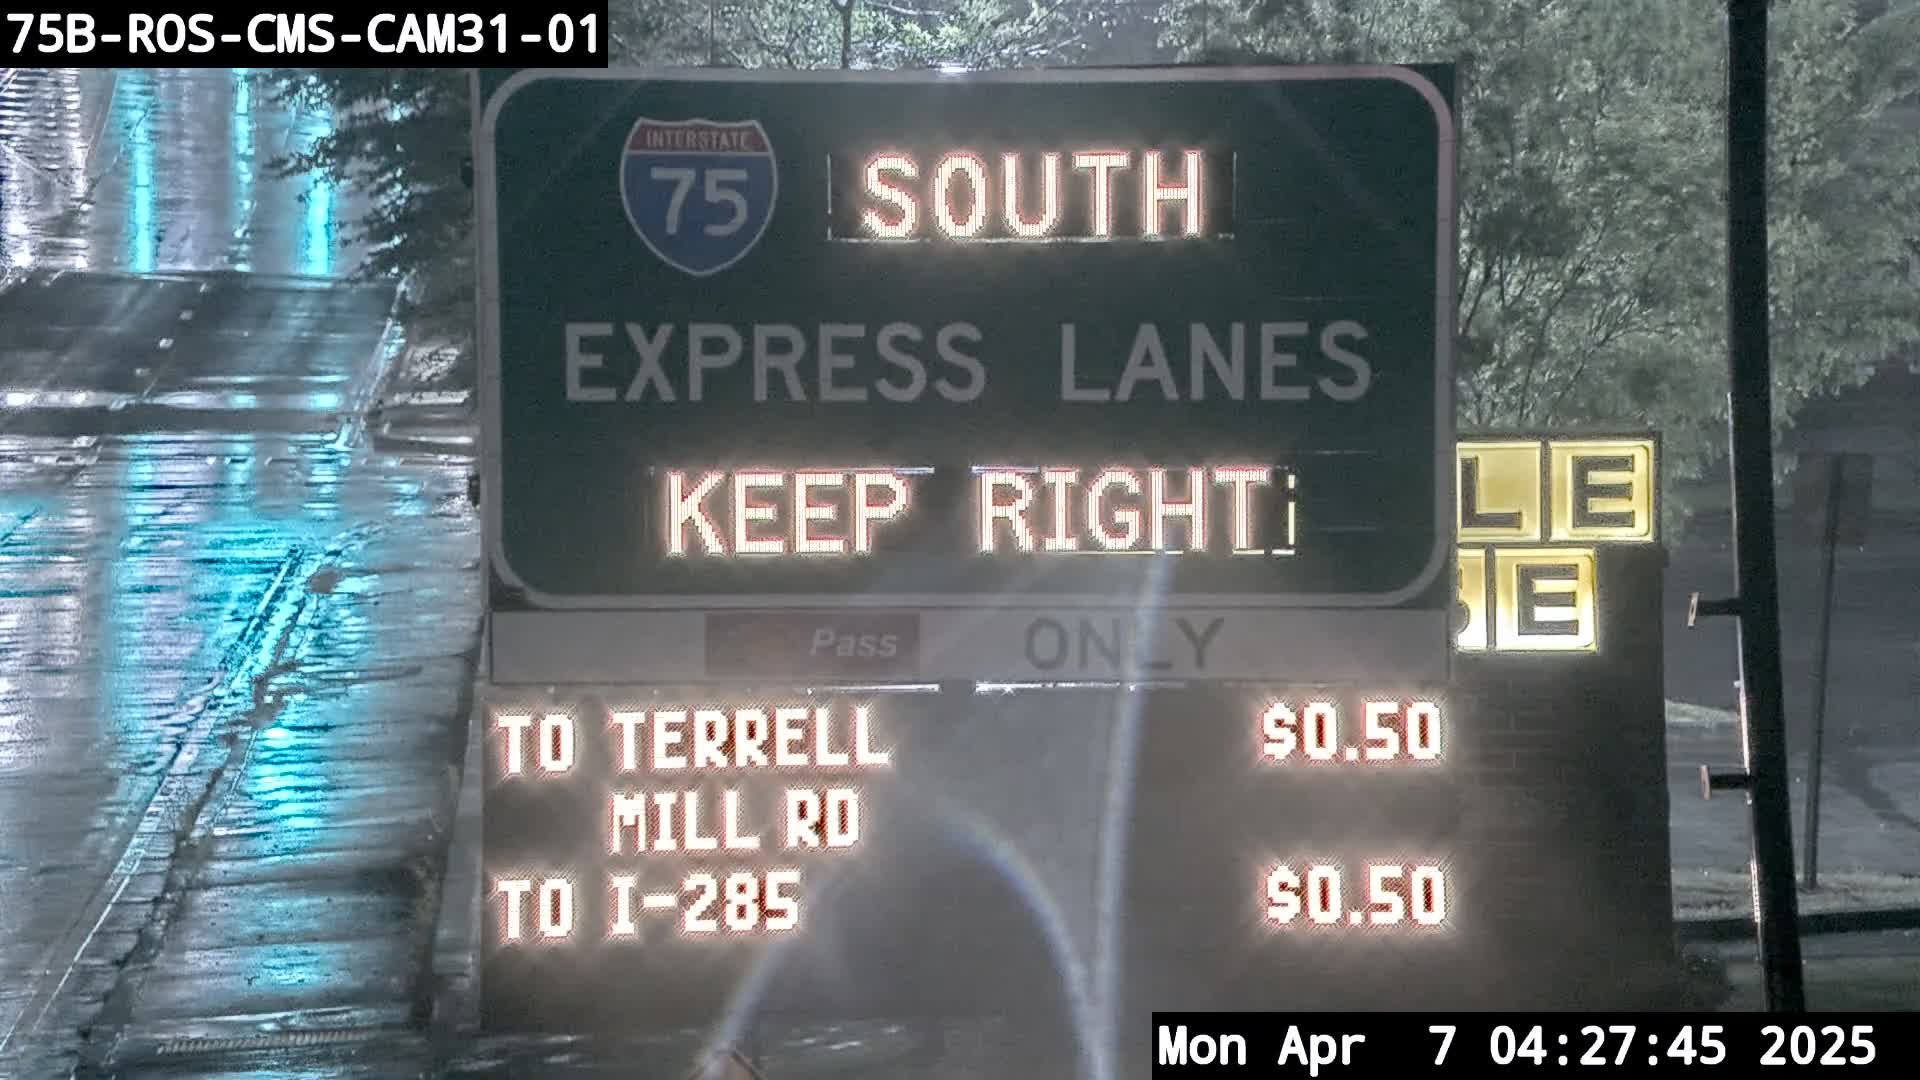 75B-ROS-CMS-CAM31-01
INTERSTATE
75
SOUTH
EXPRESS LANES
KEEP RIGHT
Pass ONLY
LE
E
TO TERRELL $0.50
MILL RD
TO I-285 $0.50
Mon Apr 7 04:27:45 2025